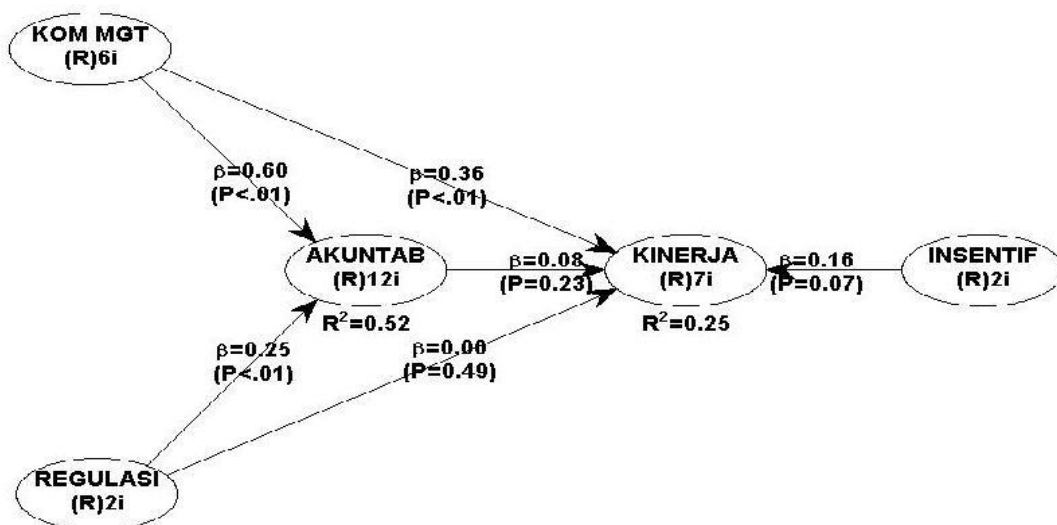 KOM MGT
(R)6i
β=0.60
(P<.01)
β=0.36
(P<.01)
AKUNTAB
(R)12i
R²=0.52
β=0.08
(P=0.23)
KINERJA
(R)7i
R²=0.25
β=0.16
(P=0.07)
INSENTIF
(R)2i
β=0.25
(P<.01)
β=0.00
(P=0.49)
REGULASI
(R)2i